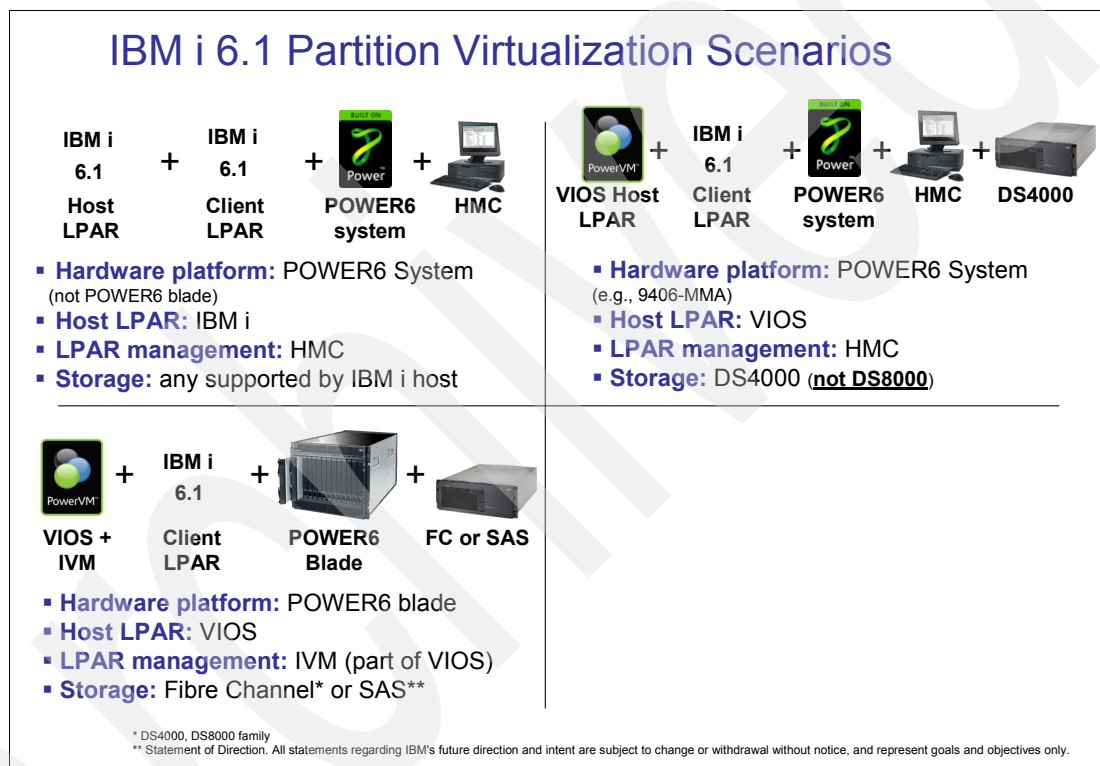 IBM i 6.1 Partition Virtualization Scenarios
IBM i
6.1
Host
LPAR
+
IBM i
6.1
Client
LPAR
+
BUILT ON
Power™
POWER6
system
+
HMC
▪ Hardware platform: POWER6 System
(not POWER6 blade)
▪ Host LPAR: IBM i
▪ LPAR management: HMC
▪ Storage: any supported by IBM i host
PowerVM™
VIOS Host
LPAR
+
IBM i
6.1
Client
LPAR
+
BUILT ON
Power™
POWER6
system
+
HMC
+
DS4000
▪ Hardware platform: POWER6 System
(e.g., 9406-MMA)
▪ Host LPAR: VIOS
▪ LPAR management: HMC
▪ Storage: DS4000 (not DS8000)
PowerVM™
VIOS +
IVM
+
IBM i
6.1
Client
LPAR
+
POWER6
Blade
+
FC or SAS
▪ Hardware platform: POWER6 blade
▪ Host LPAR: VIOS
▪ LPAR management: IVM (part of VIOS)
▪ Storage: Fibre Channel* or SAS**
* DS4000, DS8000 family
** Statement of Direction. All statements regarding IBM's future direction and intent are subject to change or withdrawal without notice, and represent goals and objectives only.